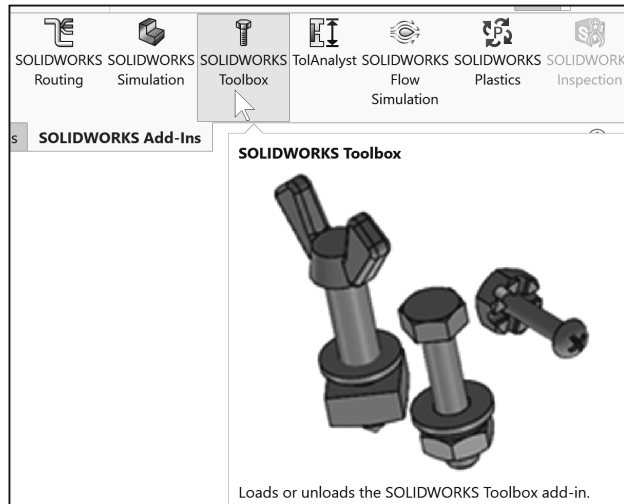 SOLIDWORKS SOLIDWORKS SOLIDWORKS TolAnalyst SOLIDWORKS SOLIDWORKS SOLIDWORK
Routing Simulation Toolbox Flow Plastics Inspection
Simulation
s SOLIDWORKS Add-Ins
SOLIDWORKS Toolbox
Loads or unloads the SOLIDWORKS Toolbox add-in.